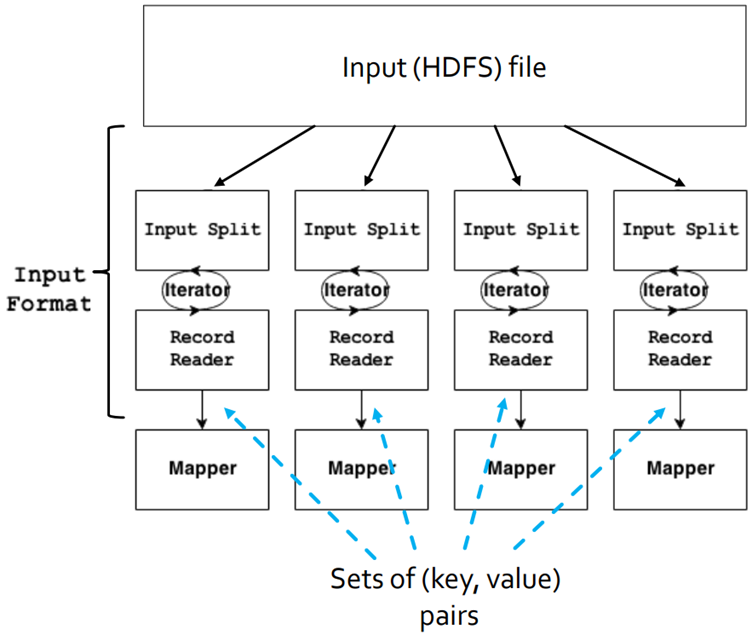 Input (HDFS) file
Input Split
Input Split
Input Split
Input Split
Input
Format
Iterator
Iterator
Iterator
Iterator
Record
Reader
Record
Reader
Record
Reader
Record
Reader
Mapper
Mapper
Mapper
Mapper
Sets of (key, value)
pairs